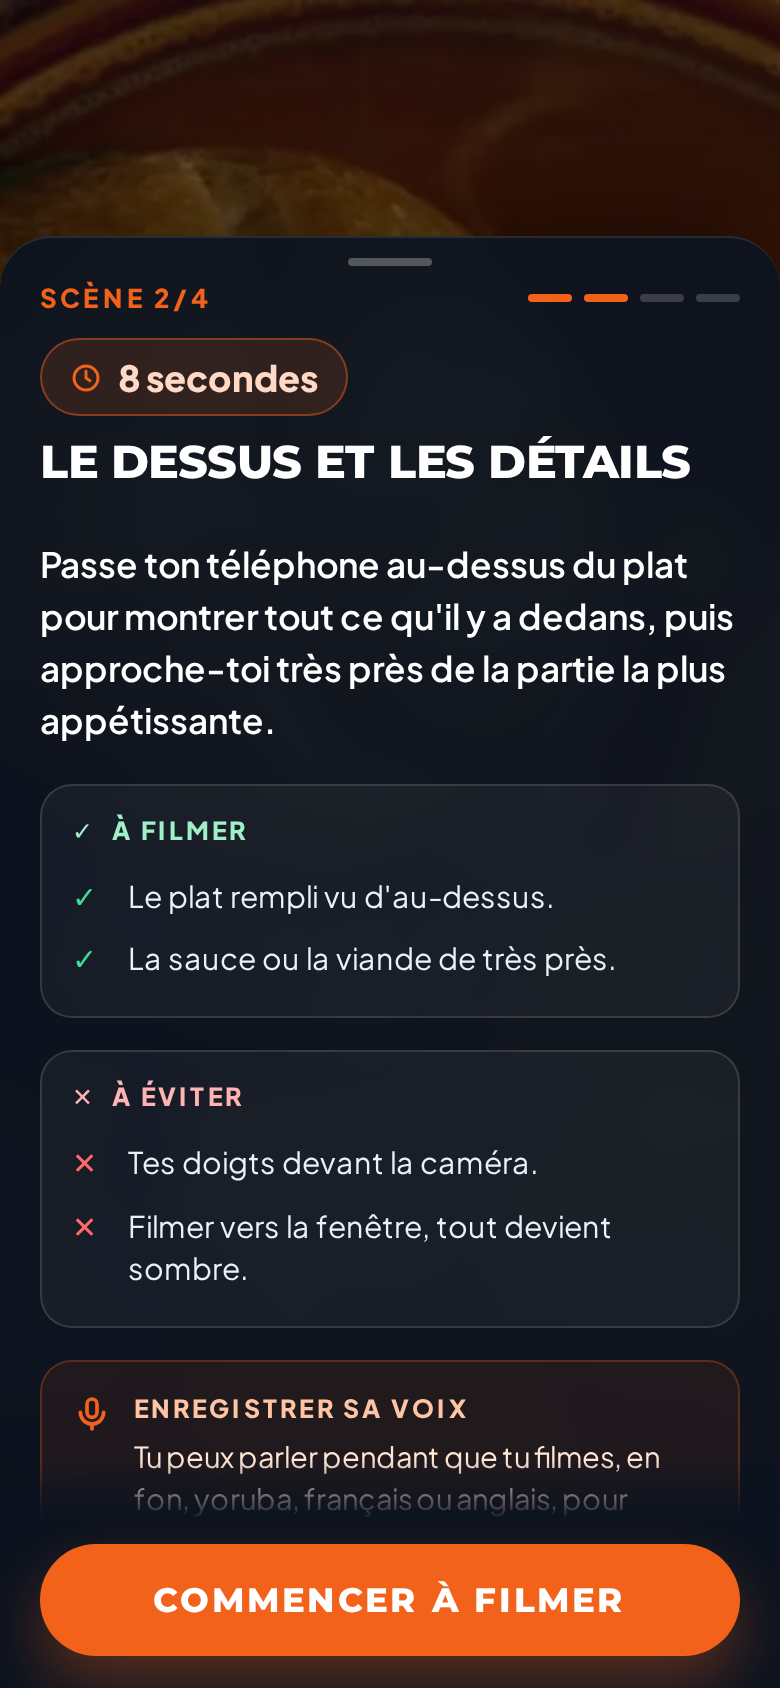 SCÈNE 2/4
8 secondes
LE DESSUS ET LES DÉTAILS
Passe ton téléphone au-dessus du plat
pour montrer tout ce qu'il y a dedans, puis
approche-toi très près de la partie la plus
appétissante.
✓ À FILMER
✓ Le plat rempli vu d'au-dessus.
✓ La sauce ou la viande de très près.
✕ À ÉVITER
✕ Tes doigts devant la caméra.
✕ Filmer vers la fenêtre, tout devient
sombre.
ENREGISTRER SA VOIX
Tu peux parler pendant que tu filmes, en
fon, yoruba, français ou anglais, pour
COMMENCER À FILMER